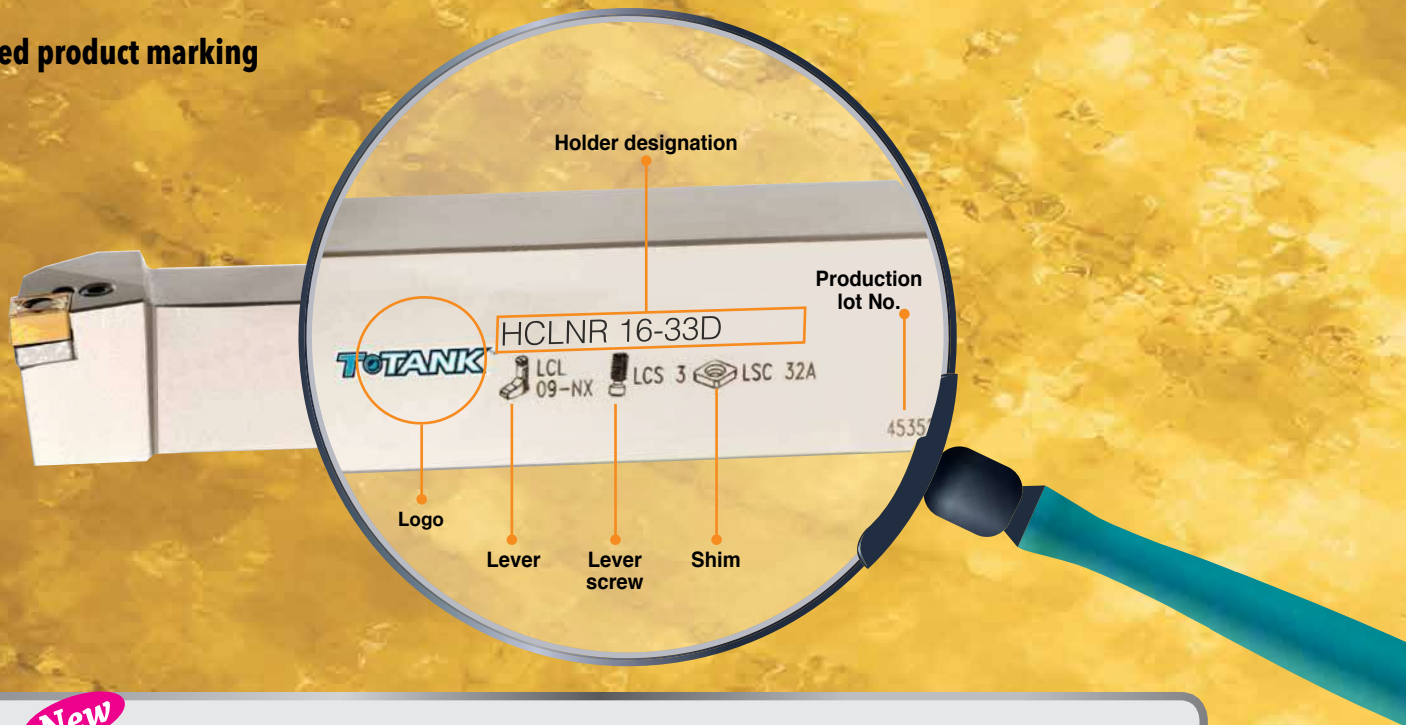 ed product marking
Holder designation
Production
lot No.
HCLNR 16-33D
TOTANK
LCL
09-NX
LCS 3
LSC 32A
4535
Logo
Lever
Lever
screw
Shim
New